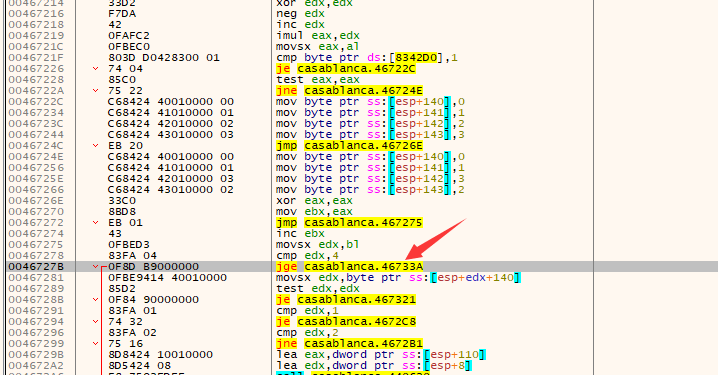 00467214 33D2 xor edx,edx
00467216 F7DA neg edx
00467218 42 inc edx
00467219 0FAFC2 imul eax,edx
0046721C 0FBEC0 movsx eax,al
0046721F 803D D0428300 01 cmp byte ptr ds:[8342D0],1
00467226 74 04 je casablanca.46722C
00467228 85C0 test eax,eax
0046722A 75 22 jne casablanca.46724E
0046722C C68424 40010000 00 mov byte ptr ss:[esp+140],0
00467234 C68424 41010000 01 mov byte ptr ss:[esp+141],1
0046723C C68424 42010000 02 mov byte ptr ss:[esp+142],2
00467244 C68424 43010000 03 mov byte ptr ss:[esp+143],3
0046724C EB 20 jmp casablanca.46726E
0046724E C68424 40010000 00 mov byte ptr ss:[esp+140],0
00467256 C68424 41010000 01 mov byte ptr ss:[esp+141],1
0046725E C68424 42010000 03 mov byte ptr ss:[esp+142],3
00467266 C68424 43010000 02 mov byte ptr ss:[esp+143],2
0046726E 33C0 xor eax,eax
00467270 8BD8 mov ebx,eax
00467272 EB 01 jmp casablanca.467275
00467274 43 inc ebx
00467275 0FBED3 movsx edx,bl
00467278 83FA 04 cmp edx,4
0046727B 0F8D B9000000 jge casablanca.46733A
00467281 0FBE9414 40010000 movsx edx,byte ptr ss:[esp+edx+140]
00467289 85D2 test edx,edx
0046728B 0F84 90000000 je casablanca.467321
00467291 83FA 01 cmp edx,1
00467294 74 32 je casablanca.4672C8
00467296 83FA 02 cmp edx,2
00467299 75 16 jne casablanca.4672B1
0046729B 8D8424 10010000 lea eax,dword ptr ss:[esp+110]
004672A2 8D5424 08 lea edx,dword ptr ss:[esp+8]